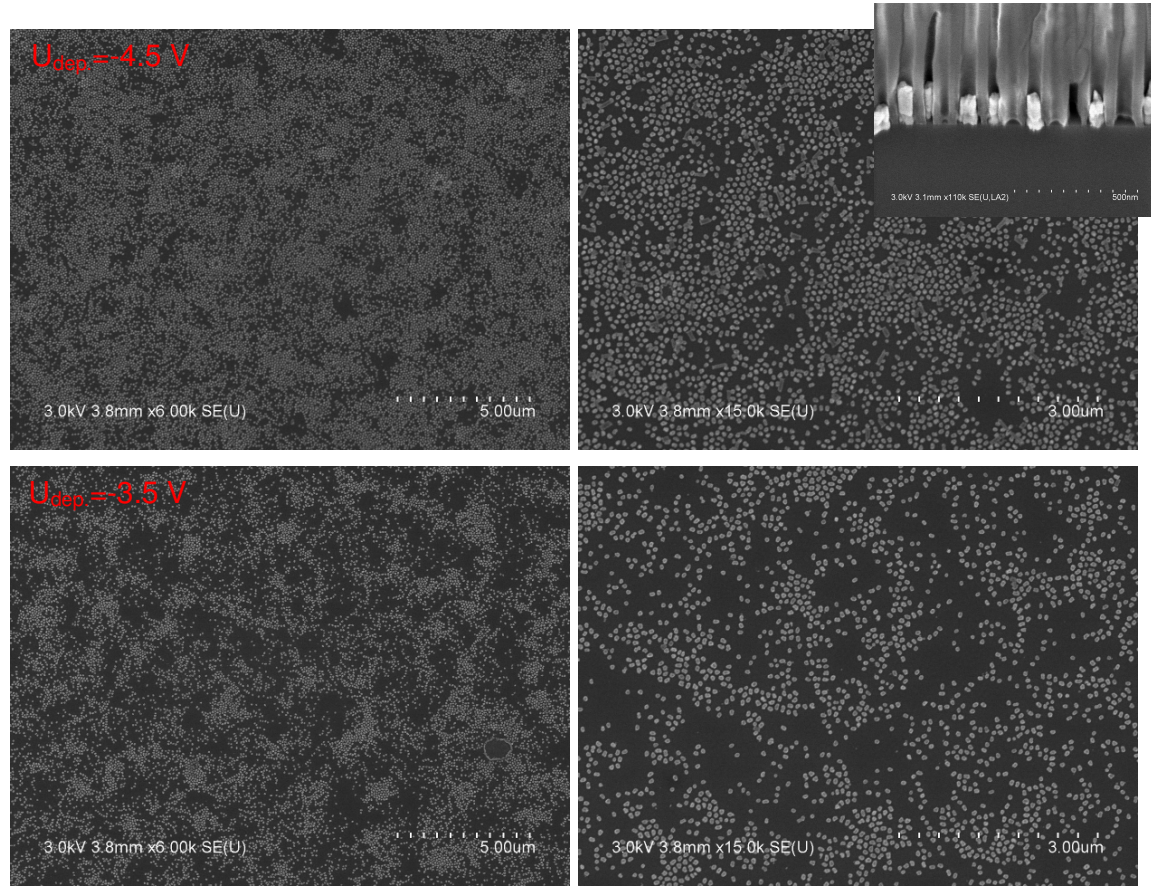 U_dep.=-4.5 V
3.0kV 3.1mm x110k SE(U,LA2) 500nm
3.0kV 3.8mm x6.00k SE(U) 5.00um
3.0kV 3.8mm x15.0k SE(U) 3.00um
U_dep.=-3.5 V
3.0kV 3.8mm x6.00k SE(U) 5.00um
3.0kV 3.8mm x15.0k SE(U) 3.00um